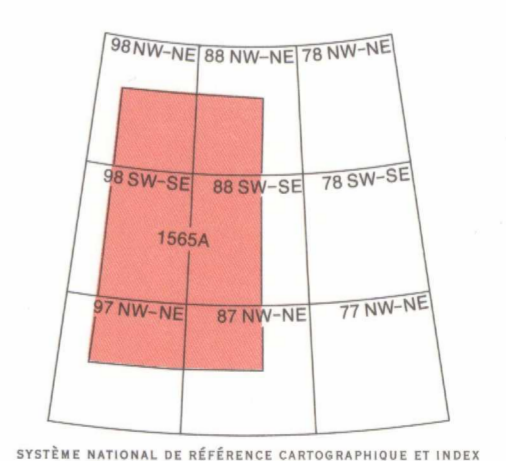 98 NW–NE 88 NW–NE 78 NW–NE
98 SW–SE 88 SW–SE 78 SW–SE
1565A
97 NW–NE 87 NW–NE 77 NW–NE
SYSTÈME NATIONAL DE RÉFÉRENCE CARTOGRAPHIQUE ET INDEX